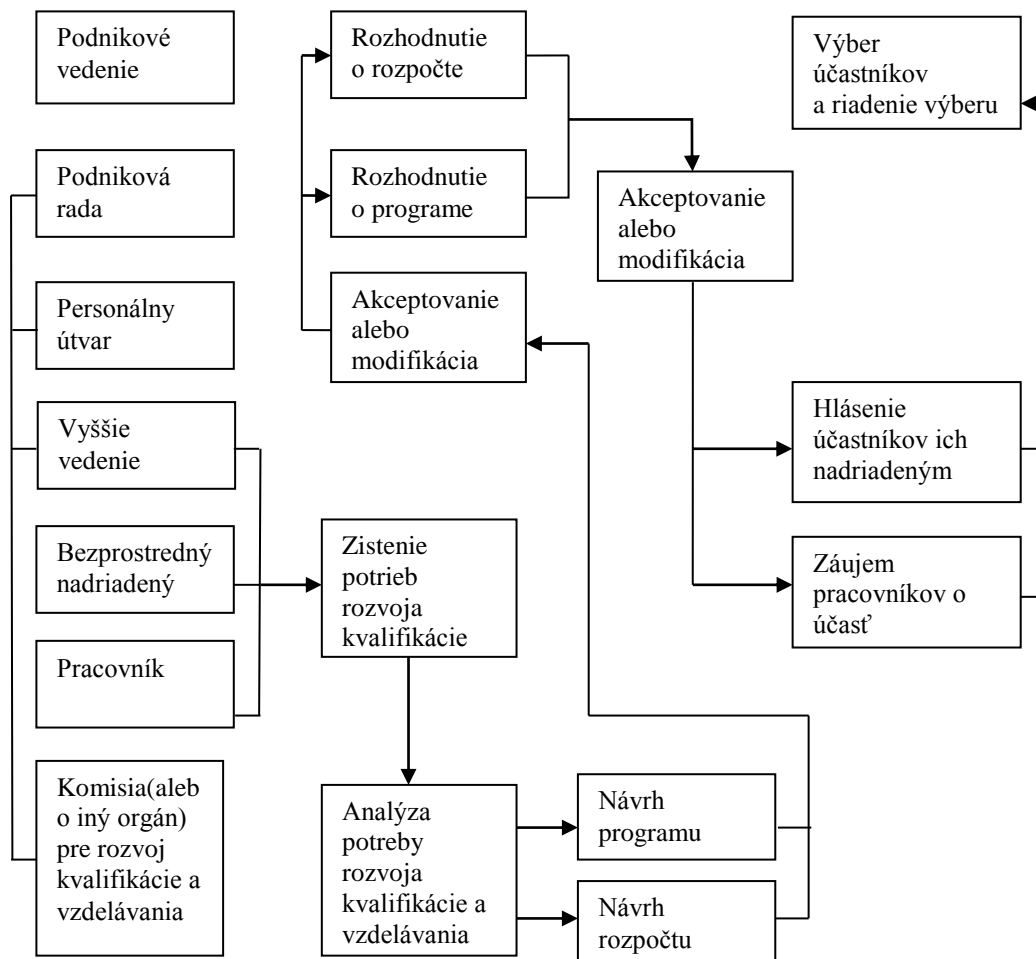 Podnikové
vedenie
Podniková
rada
Personálny
útvar
Vyššie
vedenie
Bezprostredný
nadriadený
Pracovník
Komisia(aleb
o iný orgán)
pre rozvoj
kvalifikácie a
vzdelávania
Rozhodnutie
o rozpočte
Rozhodnutie
o programe
Akceptovanie
alebo
modifikácia
Zistenie
potrieb
rozvoja
kvalifikácie
Analýza
potreby
rozvoja
kvalifikácie a
vzdelávania
Návrh
programu
Návrh
rozpočtu
Akceptovanie
alebo
modifikácia
Výber
účastníkov
a riadenie výberu
Hlásenie
účastníkov ich
nadriadeným
Záujem
pracovníkov o
účasť